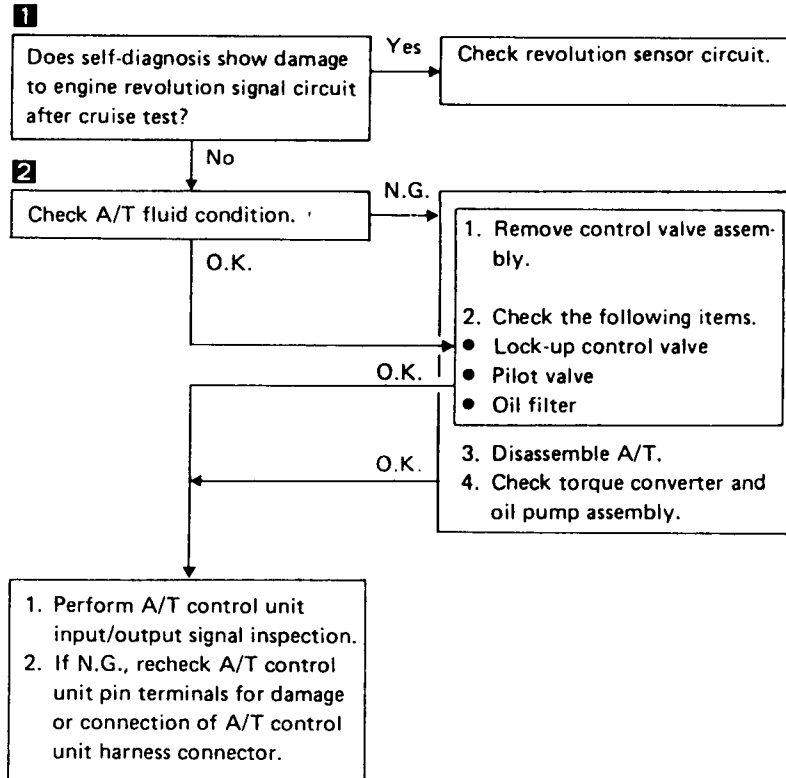 1
Does self-diagnosis show damage
to engine revolution signal circuit
after cruise test?
Yes
Check revolution sensor circuit.
No
2
Check A/T fluid condition.
N.G.
O.K.
1. Remove control valve assem-
bly.
2. Check the following items.
● Lock-up control valve
● Pilot valve
● Oil filter
O.K.
3. Disassemble A/T.
4. Check torque converter and
oil pump assembly.
O.K.
1. Perform A/T control unit
input/output signal inspection.
2. If N.G., recheck A/T control
unit pin terminals for damage
or connection of A/T control
unit harness connector.